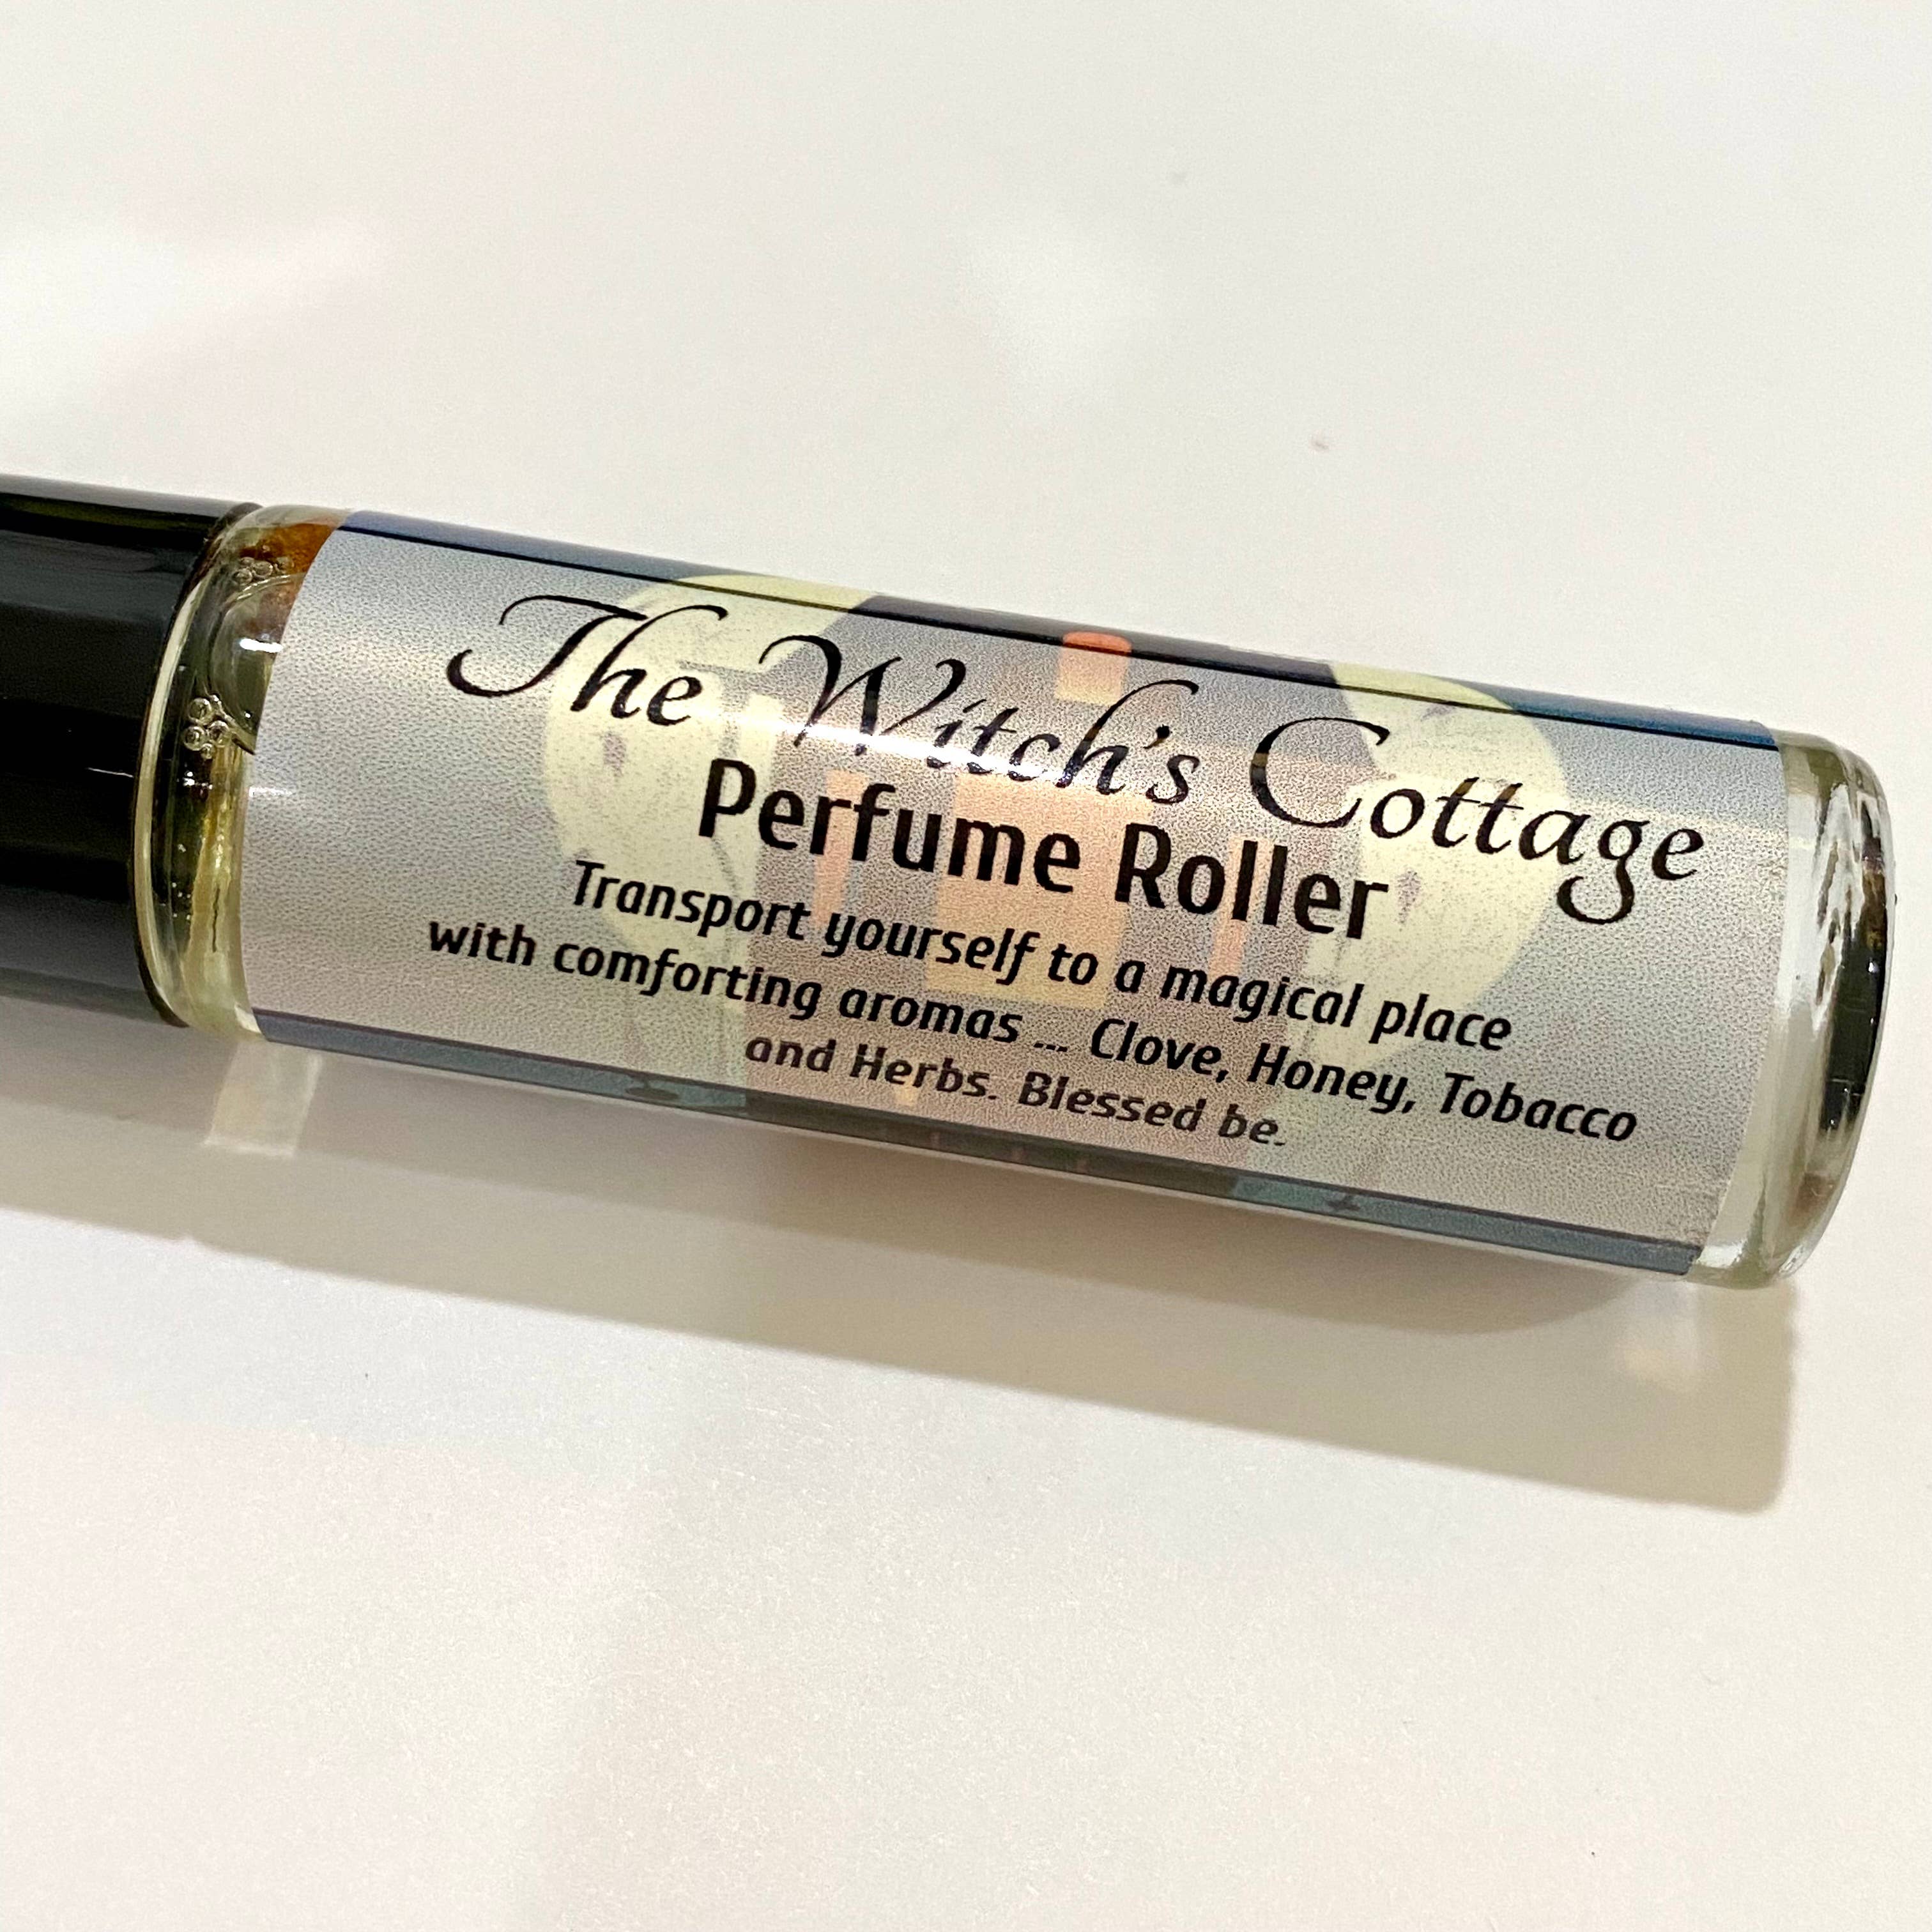 The Witch's Cottage
Perfume Roller
Transport yourself to a magical place
with comforting aromas ... Clove, Honey, Tobacco
and Herbs. Blessed be.